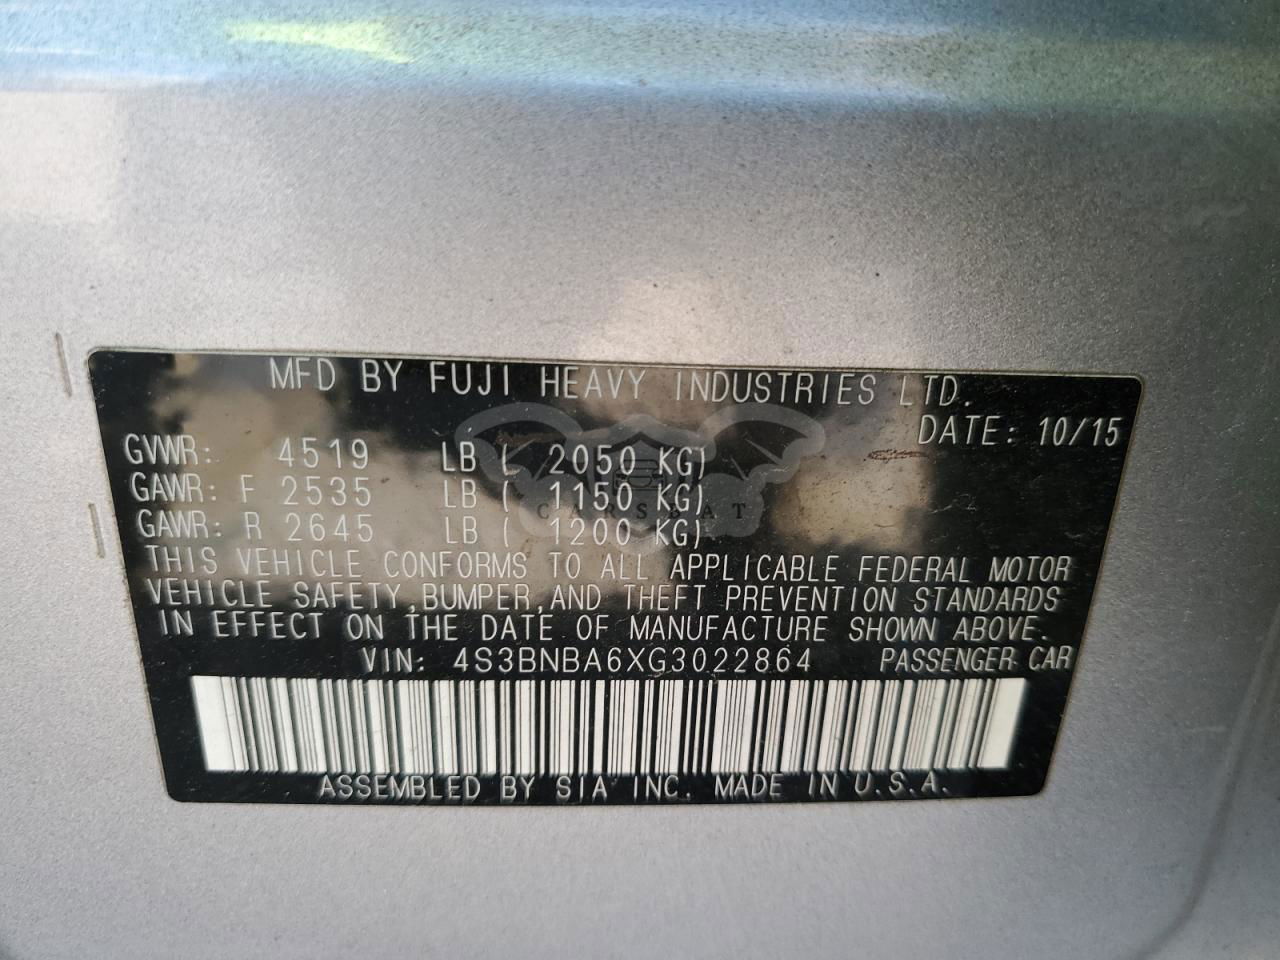 MFD BY FUJI HEAVY INDUSTRIES LTD.
DATE: 10/15
GVWR: 4519 LB ( 2050 KG)
GAWR: F 2535 LB ( 1150 KG)
CARSBAT
GAWR: R 2645 LB ( 1200 KG)
THIS VEHICLE CONFORMS TO ALL APPLICABLE FEDERAL MOTOR
VEHICLE SAFETY, BUMPER, AND THEFT PREVENTION STANDARDS
IN EFFECT ON THE DATE OF MANUFACTURE SHOWN ABOVE.
VIN: 4S3BNBA6XG3022864 PASSENGER CAR
ASSEMBLED BY SIA INC. MADE IN U.S.A.